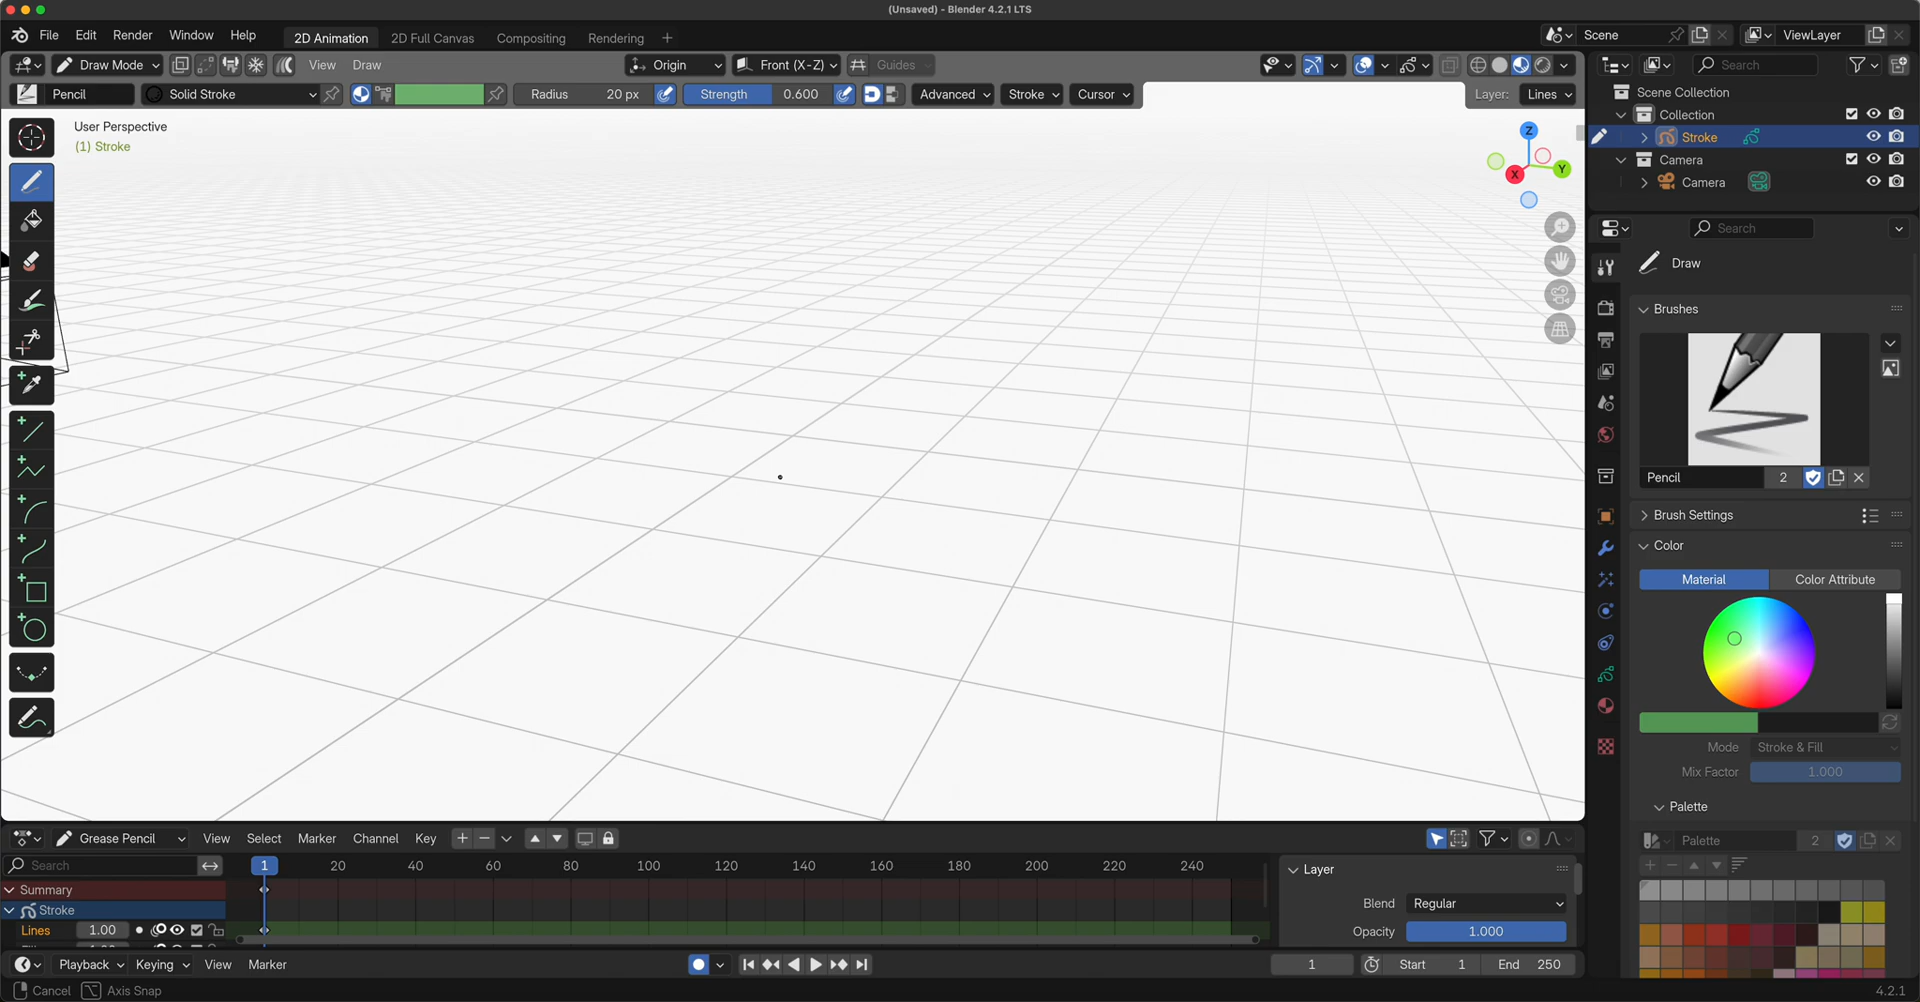 (Unsaved) - Blender 4.2.1 LTS
File Edit Render Window Help 2D Animation 2D Full Canvas Compositing Rendering + Scene ViewLayer
Draw Mode View Draw Origin Front (X-Z) Guides Search
Pencil Solid Stroke Radius 20 px Strength 0.600 Advanced Stroke Cursor Layer: Lines
Scene Collection
Collection
Stroke
Camera
Camera
User Perspective
(1) Stroke
Z
Y
X
Search
Draw
Brushes
Pencil 2
Brush Settings
Color
Material Color Attribute
Mode Stroke & Fill
Mix Factor 1.000
Palette
Palette 2
Grease Pencil View Select Marker Channel Key
Search 1 20 40 60 80 100 120 140 160 180 200 220 240
Summary
Stroke
Lines 1.00
Layer
Blend Regular
Opacity 1.000
Playback Keying View Marker 1 Start 1 End 250
Cancel Axis Snap 4.2.1